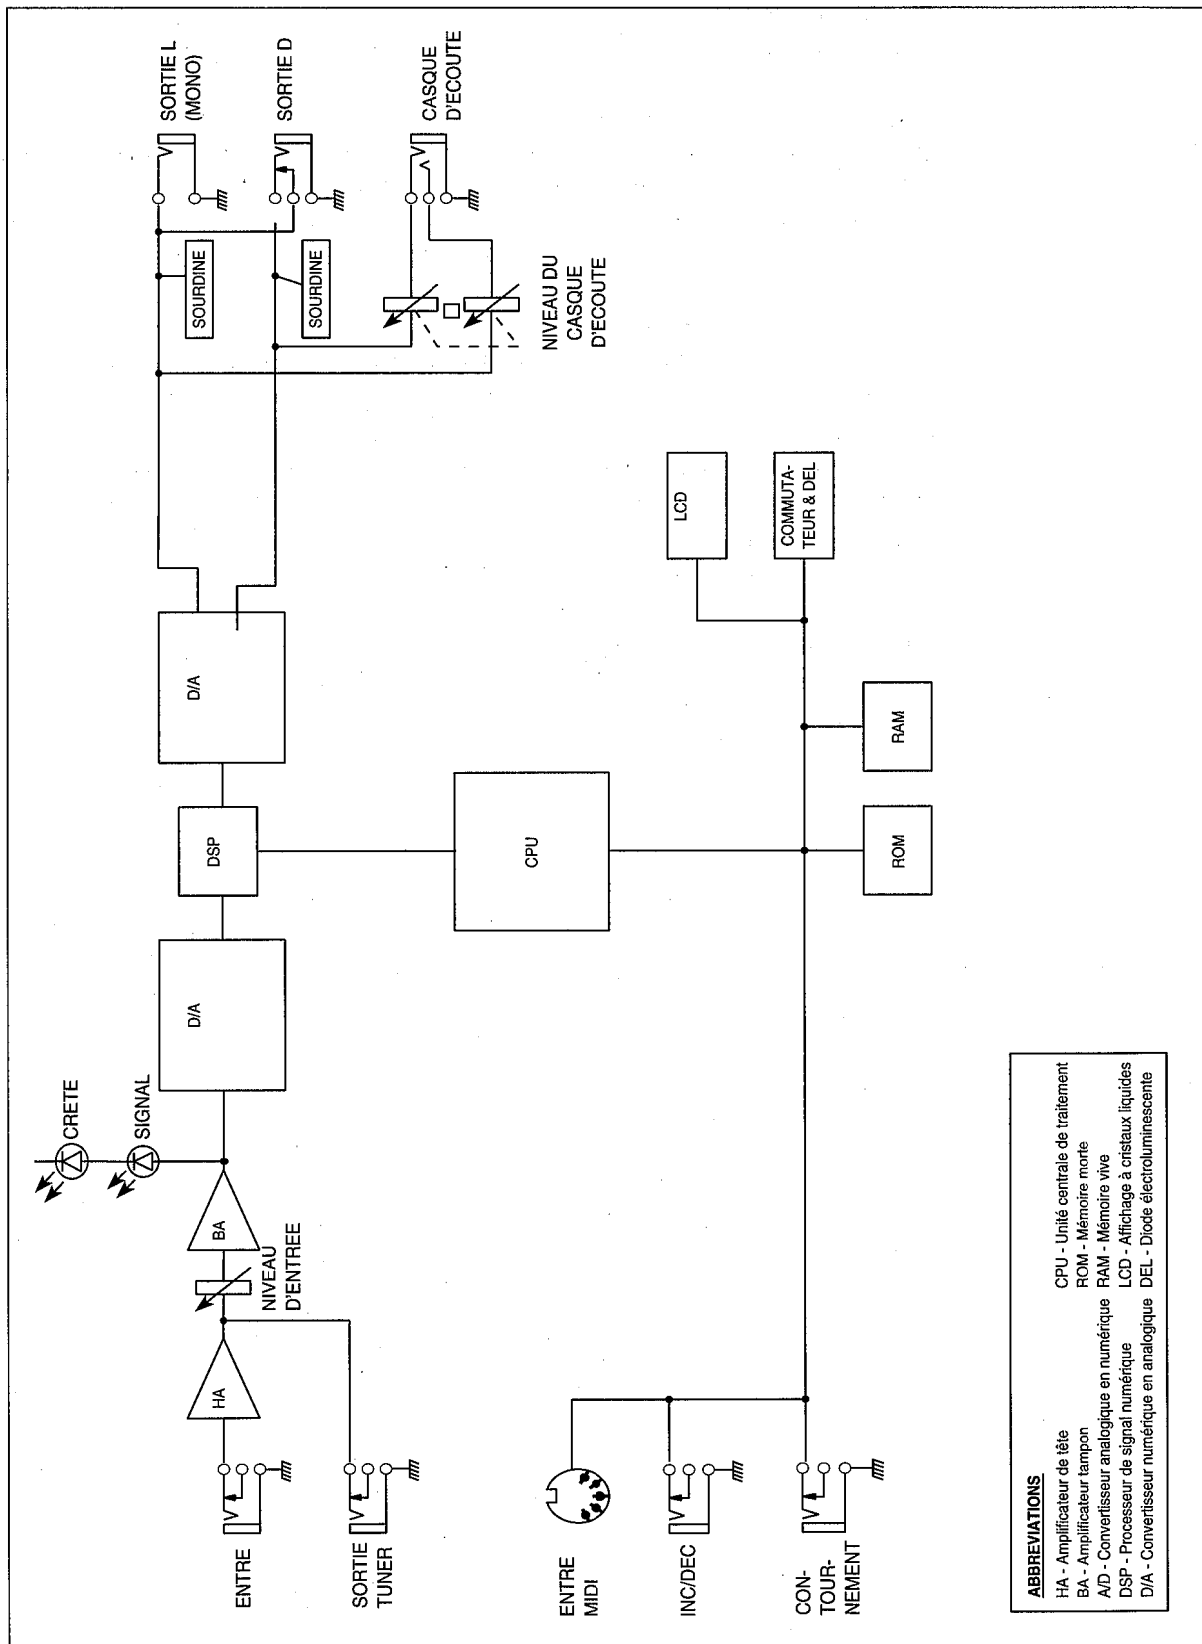 ENTRE
HA
SORTIE
TUNER
NIVEAU
D'ENTREE
BA
CRETE
SIGNAL
D/A
DSP
D/A
SORTIE L
(MONO)
SOURDINE
SORTIE D
SOURDINE
CASQUE
D'ECOUTE
NIVEAU DU
CASQUE
D'ECOUTE
CPU
LCD
COMMUTA-
TEUR & DEL
ROM
RAM
ENTRE
MIDI
INC/DEC
CON-
TOUR-
NEMENT
ABBREVIATIONS
HA - Amplificateur de tête
BA - Amplificateur tampon
A/D - Convertisseur analogique en numérique
DSP - Processeur de signal numérique
D/A - Convertisseur numérique en analogique
CPU - Unité centrale de traitement
ROM - Mémoire morte
RAM - Mémoire vive
LCD - Affichage à cristaux liquides
DEL - Diode électroluminescente